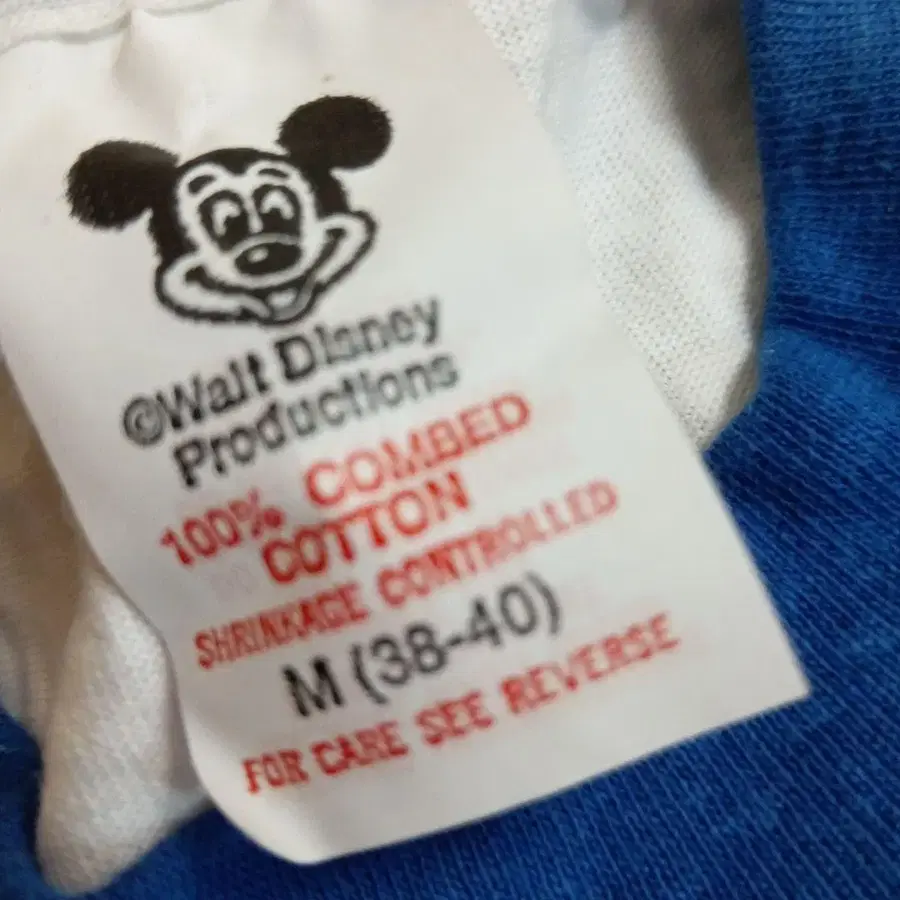 ©Walt Disney
Productions
100% COMBED
COTTON
SHRINKAGE CONTROLLED
M (38-40)
FOR CARE SEE REVERSE